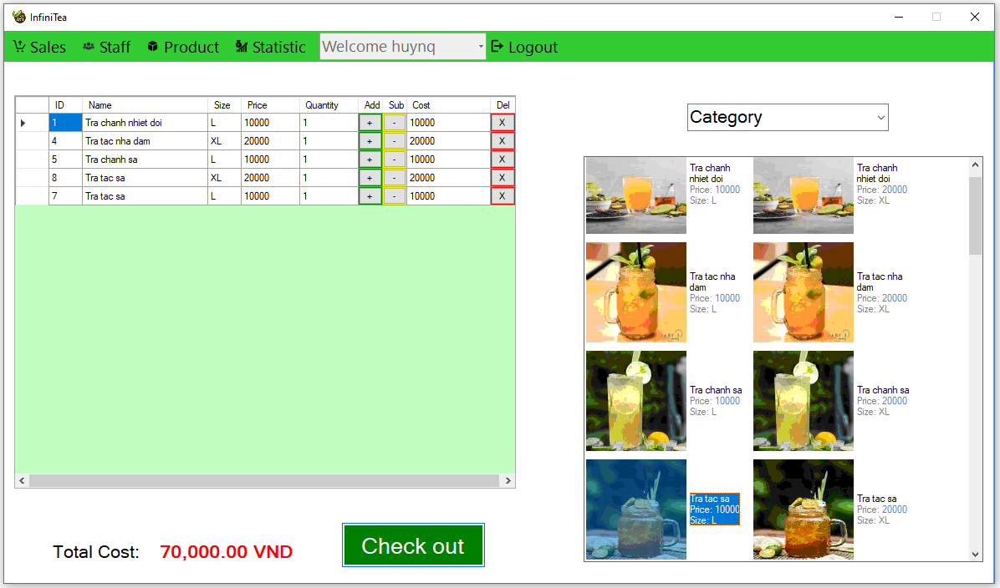 InfiniTea
Sales Staff Product Statistic Welcome huynq Logout
ID Name Size Price Quantity Add Sub Cost Del
1 Tra chanh nhiet doi L 10000 1 + - 10000 X
4 Tra tac nha dam XL 20000 1 + - 20000 X
5 Tra chanh sa L 10000 1 + - 10000 X
8 Tra tac sa XL 20000 1 + - 20000 X
7 Tra tac sa L 10000 1 + - 10000 X
Total Cost: 70,000.00 VND
Check out
Category
Tra chanh
nhiet doi
Price: 10000
Size: L
Tra chanh
nhiet doi
Price: 20000
Size: XL
Tra tac nha
dam
Price: 10000
Size: L
Tra tac nha
dam
Price: 20000
Size: XL
Tra chanh sa
Price: 10000
Size: L
Tra chanh sa
Price: 20000
Size: XL
Tra tac sa
Price: 10000
Size: L
Tra tac sa
Price: 20000
Size: XL